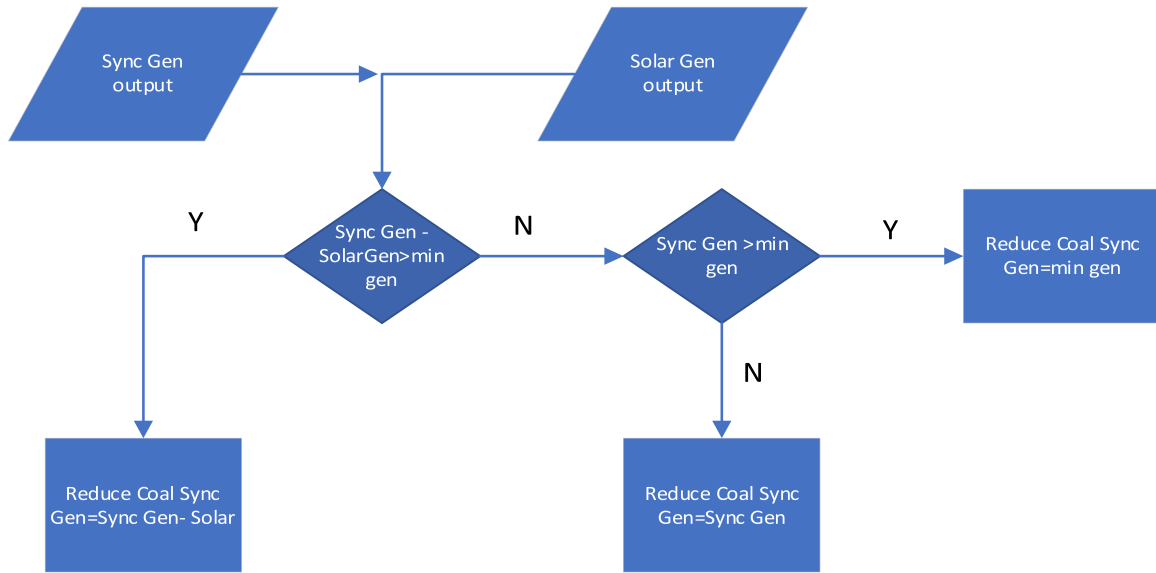 Sync Gen
output
Solar Gen
output
Y
Sync Gen -
SolarGen>min
gen
N
Sync Gen >min
gen
Y
Reduce Coal Sync
Gen=min gen
N
Reduce Coal Sync
Gen=Sync Gen- Solar
Reduce Coal Sync
Gen=Sync Gen